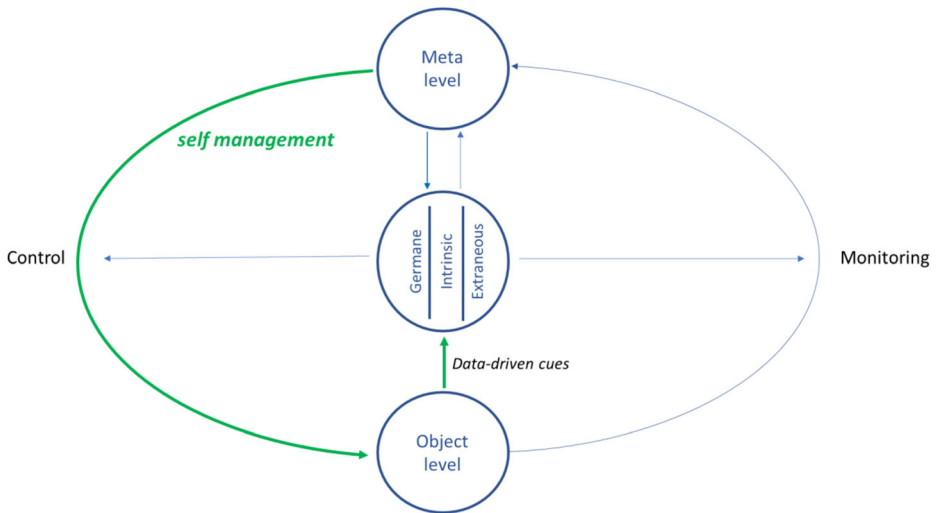 Meta
level
self management
Control
Germane
Intrinsic
Extraneous
Monitoring
Data-driven cues
Object
level